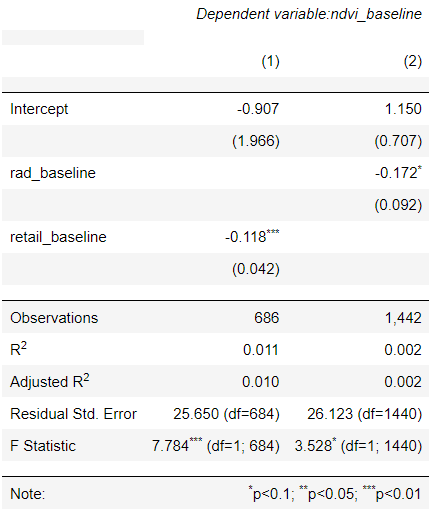 Dependent variable:ndvi_baseline
(1) (2)
Intercept -0.907 1.150
(1.966) (0.707)
rad_baseline -0.172*
(0.092)
retail_baseline -0.118***
(0.042)
Observations 686 1,442
R2 0.011 0.002
Adjusted R2 0.010 0.002
Residual Std. Error 25.650 (df=684) 26.123 (df=1440)
F Statistic 7.784*** (df=1; 684) 3.528* (df=1; 1440)
Note: *p<0.1; **p<0.05; ***p<0.01